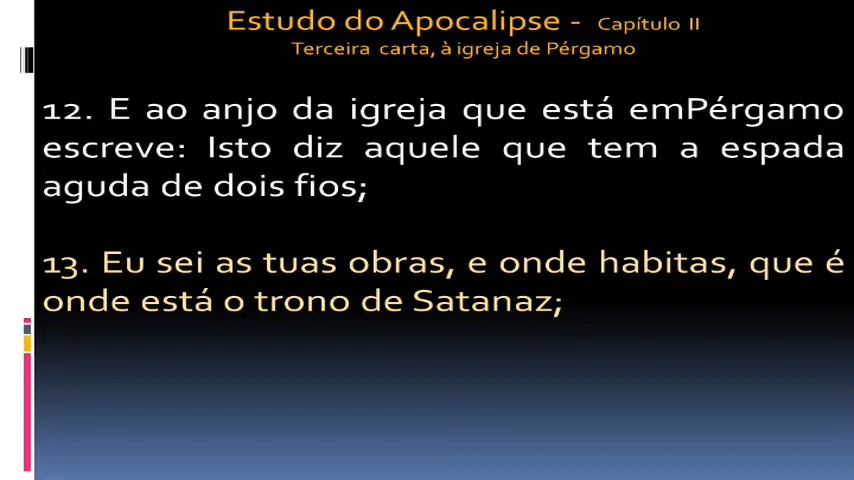 Estudo do Apocalipse - Capítulo II
Terceira carta, à igreja de Pérgamo
12. E ao anjo da igreja que está emPérgamo
escreve: Isto diz aquele que tem a espada
aguda de dois fios;
13. Eu sei as tuas obras, e onde habitas, que é
onde está o trono de Satanaz;